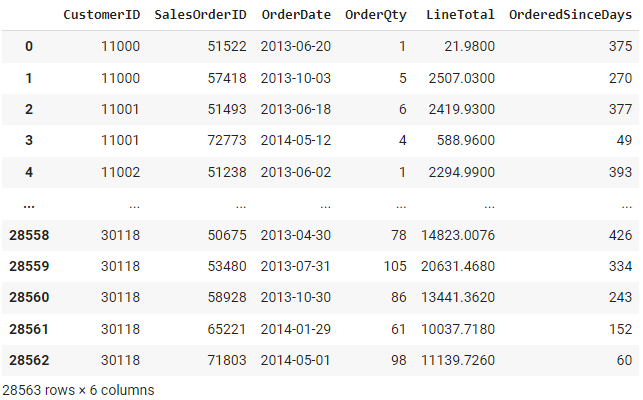 CustomerID SalesOrderID OrderDate OrderQty LineTotal OrderedSinceDays
0 11000 51522 2013-06-20 1 21.9800 375
1 11000 57418 2013-10-03 5 2507.0300 270
2 11001 51493 2013-06-18 6 2419.9300 377
3 11001 72773 2014-05-12 4 588.9600 49
4 11002 51238 2013-06-02 1 2294.9900 393
... ... ... ... ... ... ...
28558 30118 50675 2013-04-30 78 14823.0076 426
28559 30118 53480 2013-07-31 105 20631.4680 334
28560 30118 58928 2013-10-30 86 13441.3620 243
28561 30118 65221 2014-01-29 61 10037.7180 152
28562 30118 71803 2014-05-01 98 11139.7260 60
28563 rows × 6 columns